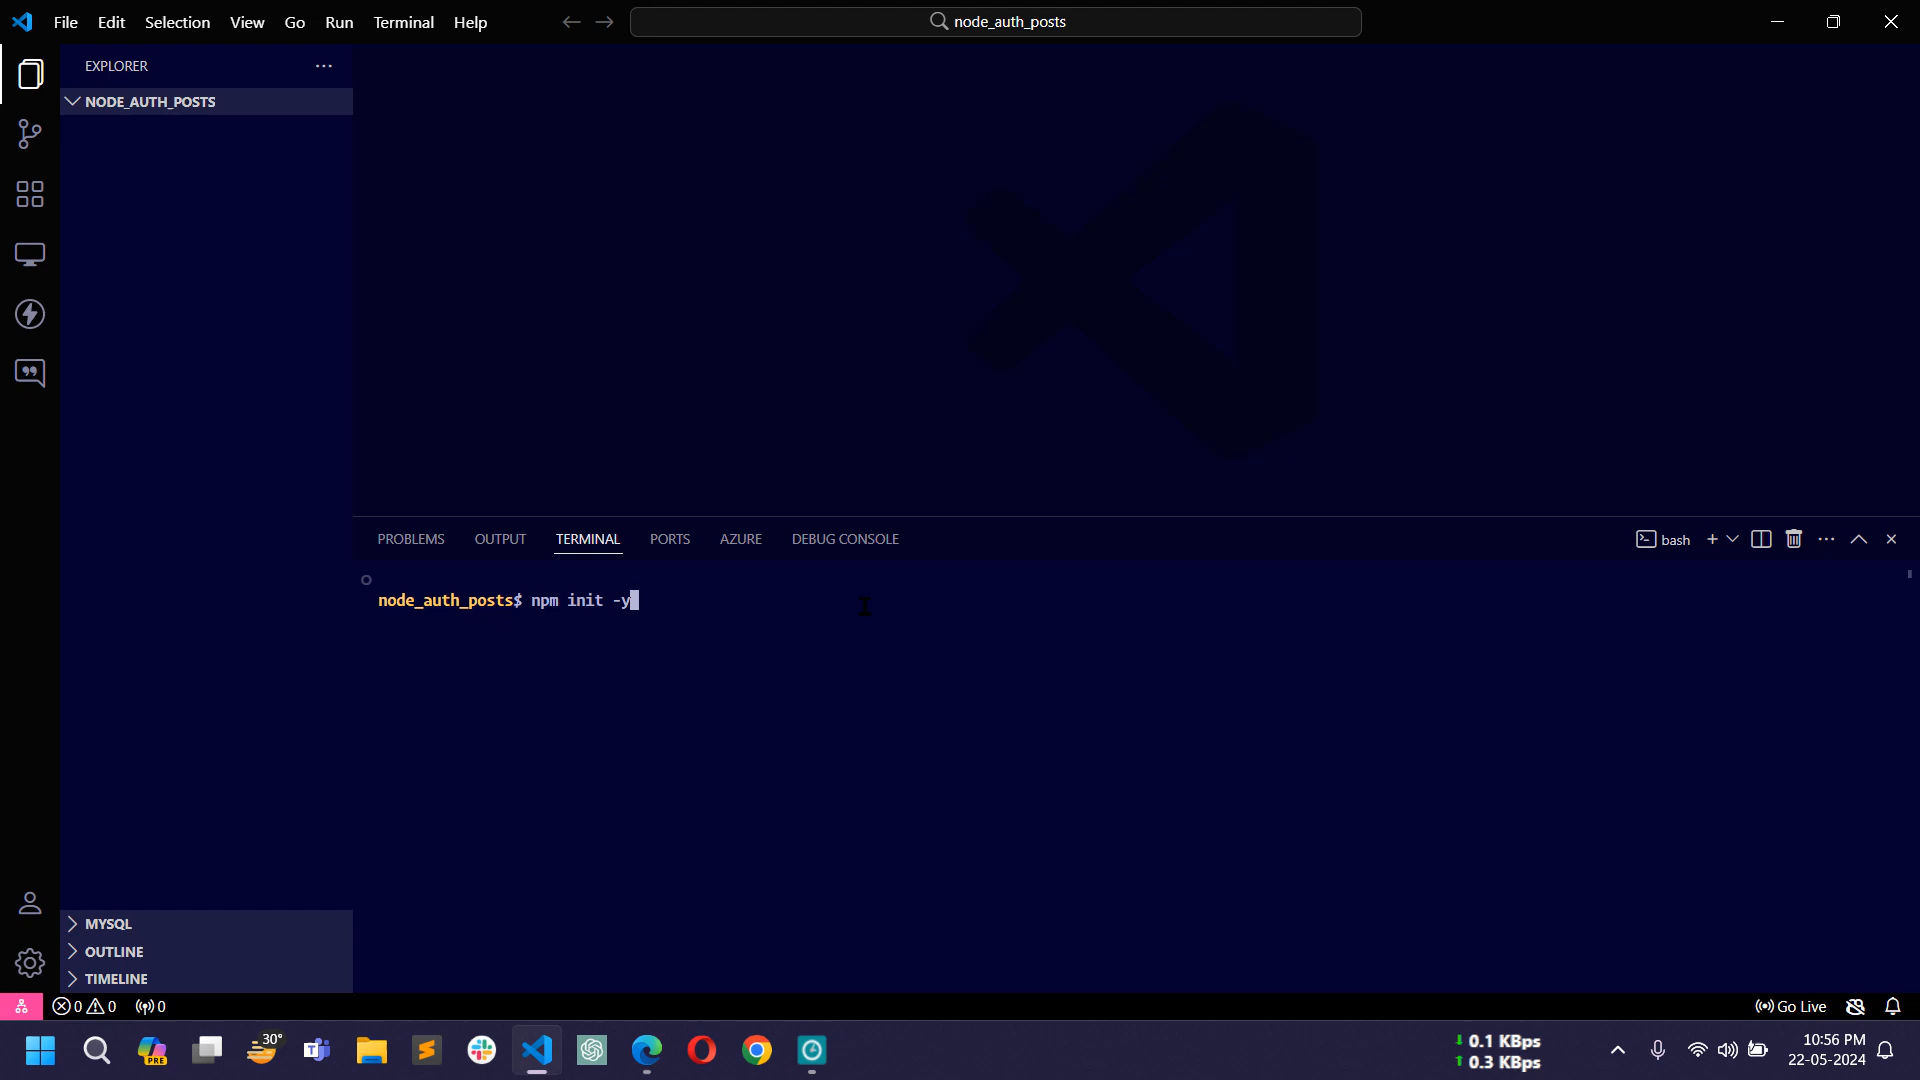 File Edit Selection View Go Run Terminal Help
node_auth_posts
EXPLORER
NODE_AUTH_POSTS
PROBLEMS OUTPUT TERMINAL PORTS AZURE DEBUG CONSOLE
bash
node_auth_posts$ npm init -y
MYSQL
OUTLINE
TIMELINE
0 0 0
Go Live
PRE
30°
0.1 KBps
0.3 KBps
10:56 PM
22-05-2024